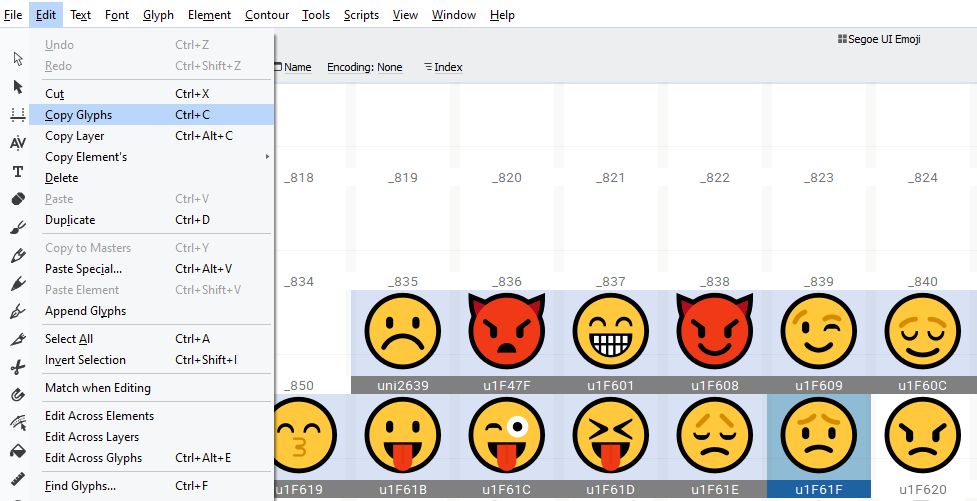 File Edit Text Font Glyph Element Contour Tools Scripts View Window Help
Undo Ctrl+Z
Redo Ctrl+Shift+Z
Cut Ctrl+X
Copy Glyphs Ctrl+C
Copy Layer Ctrl+Alt+C
Copy Element's
Delete
Paste Ctrl+V
Duplicate Ctrl+D
Copy to Masters Ctrl+Y
Paste Special... Ctrl+Alt+V
Paste Element Ctrl+Shift+V
Append Glyphs
Select All Ctrl+A
Invert Selection Ctrl+Shift+I
Match when Editing
Edit Across Elements
Edit Across Layers
Edit Across Glyphs Ctrl+Alt+E
Find Glyphs... Ctrl+F
Segoe UI Emoji
Name Encoding: None Index
_818 _819 _820 _821 _822 _823 _824
_834 _835 _836 _837 _838 _839 _840
_850 uni2639 u1F47F u1F601 u1F608 u1F609 u1F60C
u1F619 u1F61B u1F61C u1F61D u1F61E u1F61F u1F620